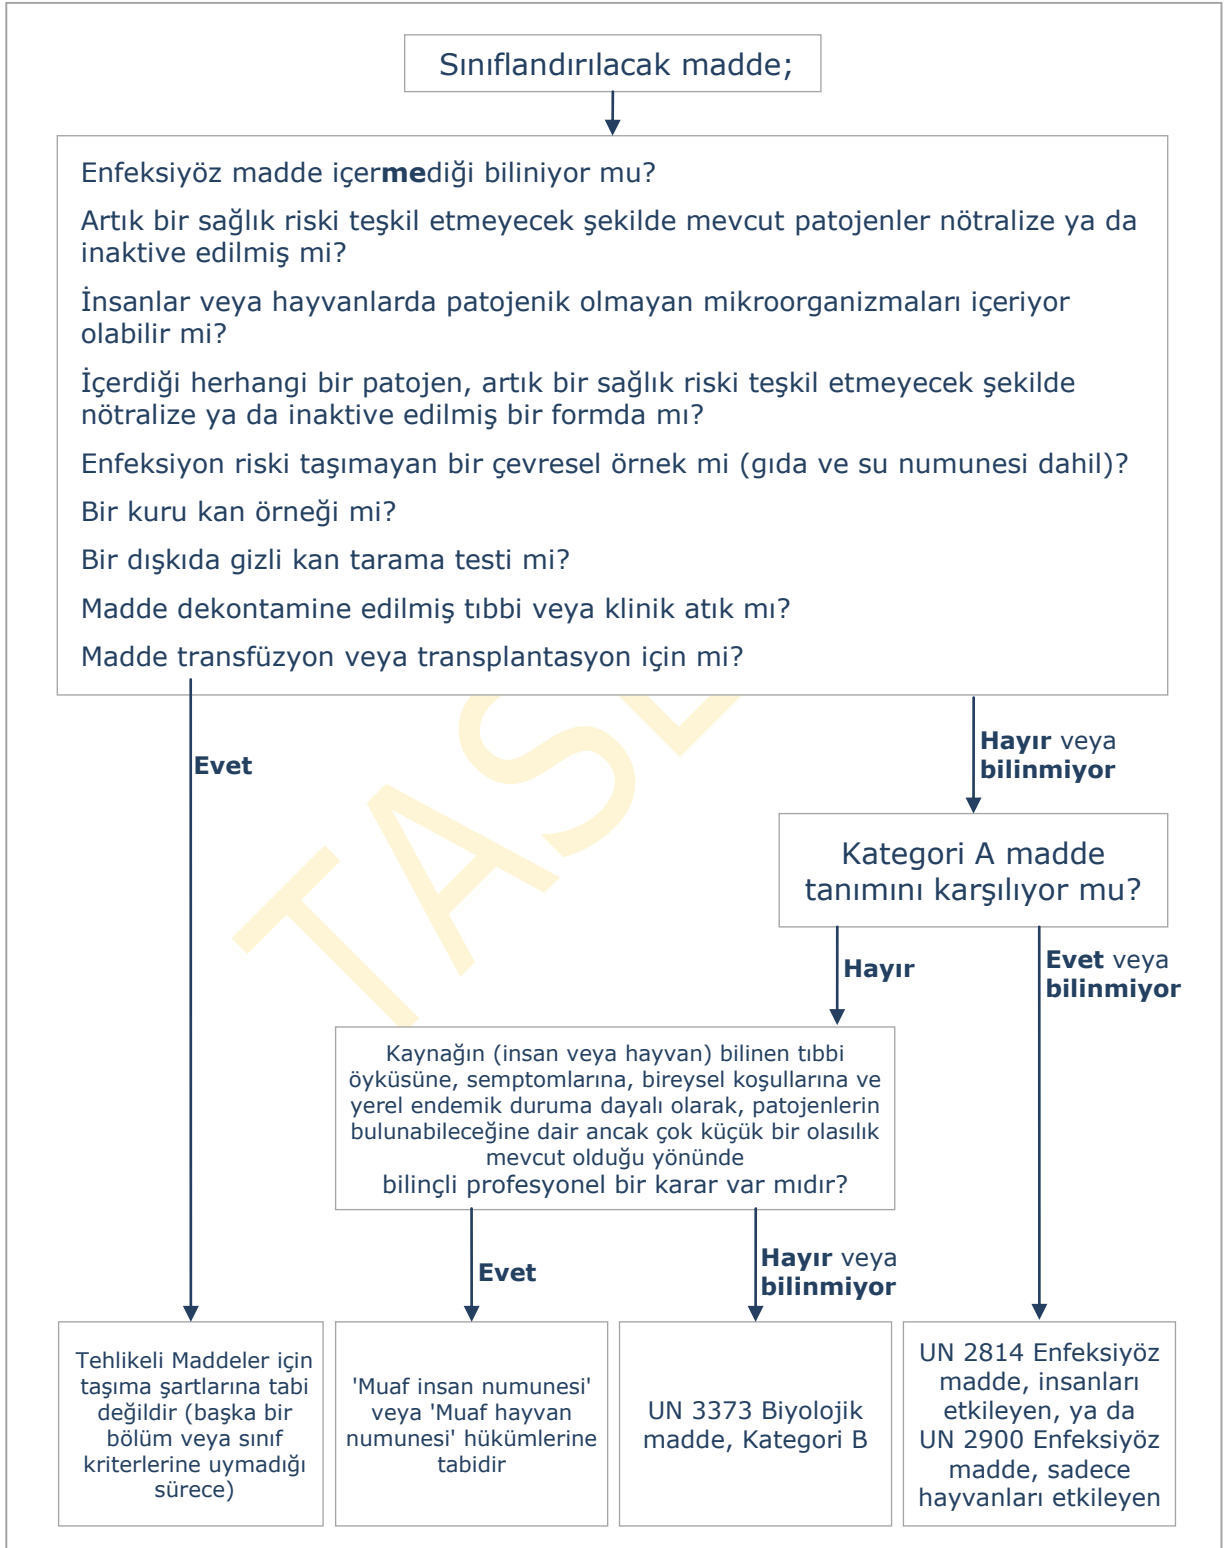 Sınıflandırılacak madde;
Enfeksiyöz madde içermediği biliniyor mu?
Artık bir sağlık riski teşkil etmeyecek şekilde mevcut patojenler nötralize ya da
inaktive edilmiş mi?
İnsanlar veya hayvanlarda patojenik olmayan mikroorganizmaları içeriyor
olabilir mi?
İçerdiği herhangi bir patojen, artık bir sağlık riski teşkil etmeyecek şekilde
nötralize ya da inaktive edilmiş bir formda mı?
Enfeksiyon riski taşımayan bir çevresel örnek mi (gıda ve su numunesi dahil)?
Bir kuru kan örneği mi?
Bir dışkıda gizli kan tarama testi mi?
Madde dekontamine edilmiş tıbbi veya klinik atık mı?
Madde transfüzyon veya transplantasyon için mi?
Evet
Hayır veya
bilinmiyor
Kategori A madde
tanımını karşılıyor mu?
Hayır
Evet veya
bilinmiyor
Kaynağın (insan veya hayvan) bilinen tıbbi
öyküsüne, semptomlarına, bireysel koşullarına ve
yerel endemik duruma dayalı olarak, patojenlerin
bulunabileceğine dair ancak çok küçük bir olasılık
mevcut olduğu yönünde
bilinçli profesyonel bir karar var mıdır?
Evet
Hayır veya
bilinmiyor
Tehlikeli Maddeler için
taşıma şartlarına tabi
değildir (başka bir
bölüm veya sınıf
kriterlerine uymadığı
sürece)
'Muaf insan numunesi'
veya 'Muaf hayvan
numunesi' hükümlerine
tabidir
UN 3373 Biyolojik
madde, Kategori B
UN 2814 Enfeksiyöz
madde, insanları
etkileyen, ya da
UN 2900 Enfeksiyöz
madde, sadece
hayvanları etkileyen